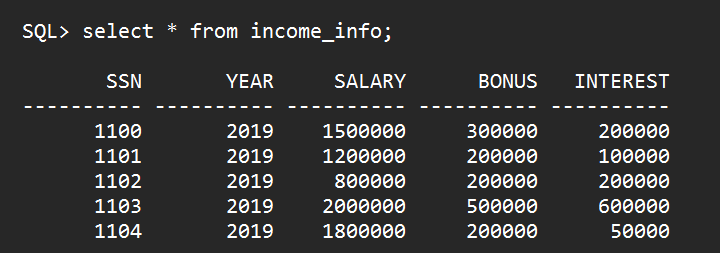 SQL> select * from income_info;
SSN YEAR SALARY BONUS INTEREST
---------- ---------- ---------- ---------- ----------
1100 2019 1500000 300000 200000
1101 2019 1200000 200000 100000
1102 2019 800000 200000 200000
1103 2019 2000000 500000 600000
1104 2019 1800000 200000 50000